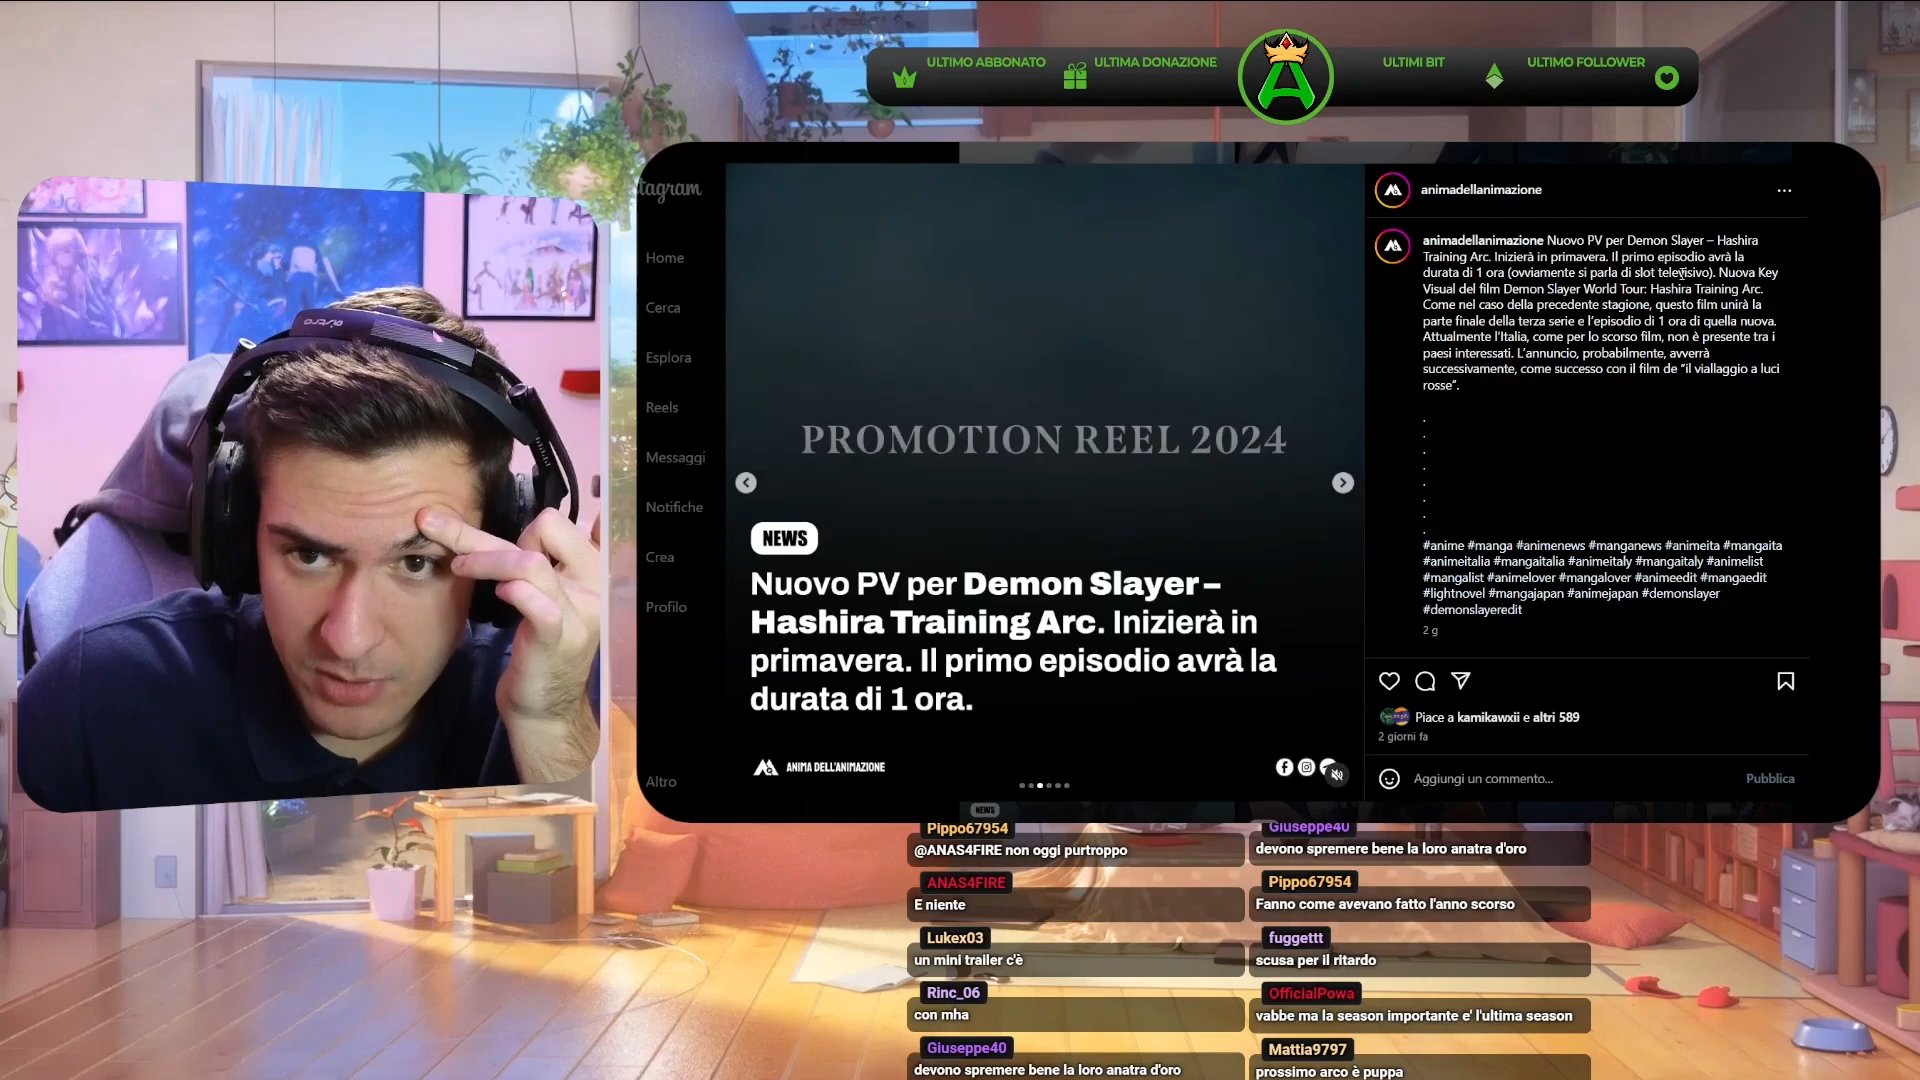 ULTIMO ABBONATO
ULTIMA DONAZIONE
ULTIMI BIT
ULTIMO FOLLOWER
tagram
Home
Cerca
Esplora
Reels
Messaggi
Notifiche
Crea
Profilo
Altro
PROMOTION REEL 2024
NEWS
Nuovo PV per Demon Slayer –
Hashira Training Arc. Inizierà in
primavera. Il primo episodio avrà la
durata di 1 ora.
ANIMA DELL'ANIMAZIONE
animadellanimazione
animadellanimazione Nuovo PV per Demon Slayer – Hashira
Training Arc. Inizierà in primavera. Il primo episodio avrà la
durata di 1 ora (ovviamente si parla di slot televisivo). Nuova Key
Visual del film Demon Slayer World Tour: Hashira Training Arc.
Come nel caso della precedente stagione, questo film unirà la
parte finale della terza serie e l'episodio di 1 ora di quella nuova.
Attualmente l'Italia, come per lo scorso film, non è presente tra i
paesi interessati. L'annuncio, probabilmente, avverrà
successivamente, come successo con il film de "il viallaggio a luci
rosse".
.
.
.
.
.
.
.
.
#anime #manga #animenews #manganews #animeita #mangaita
#animeitalia #mangaitalia #animeitaly #mangaitaly #animelist
#mangalist #animelover #mangalover #animeedit #mangaedit
#lightnovel #mangajapan #animejapan #demonslayer
#demonslayeredit
2 g
Piace a kamikawxii e altri 589
2 giorni fa
Aggiungi un commento...
Pubblica
NEWS
Pippo67954
@ANAS4FIRE non oggi purtroppo
ANAS4FIRE
E niente
Lukex03
un mini trailer c'è
Rinc_06
con mha
Giuseppe40
devono spremere bene la loro anatra d'oro
Giuseppe40
devono spremere bene la loro anatra d'oro
Pippo67954
Fanno come avevano fatto l'anno scorso
fuggettt
scusa per il ritardo
OfficialPowa
vabbe ma la season importante e' l'ultima season
Mattia9797
prossimo arco è puppa
astro